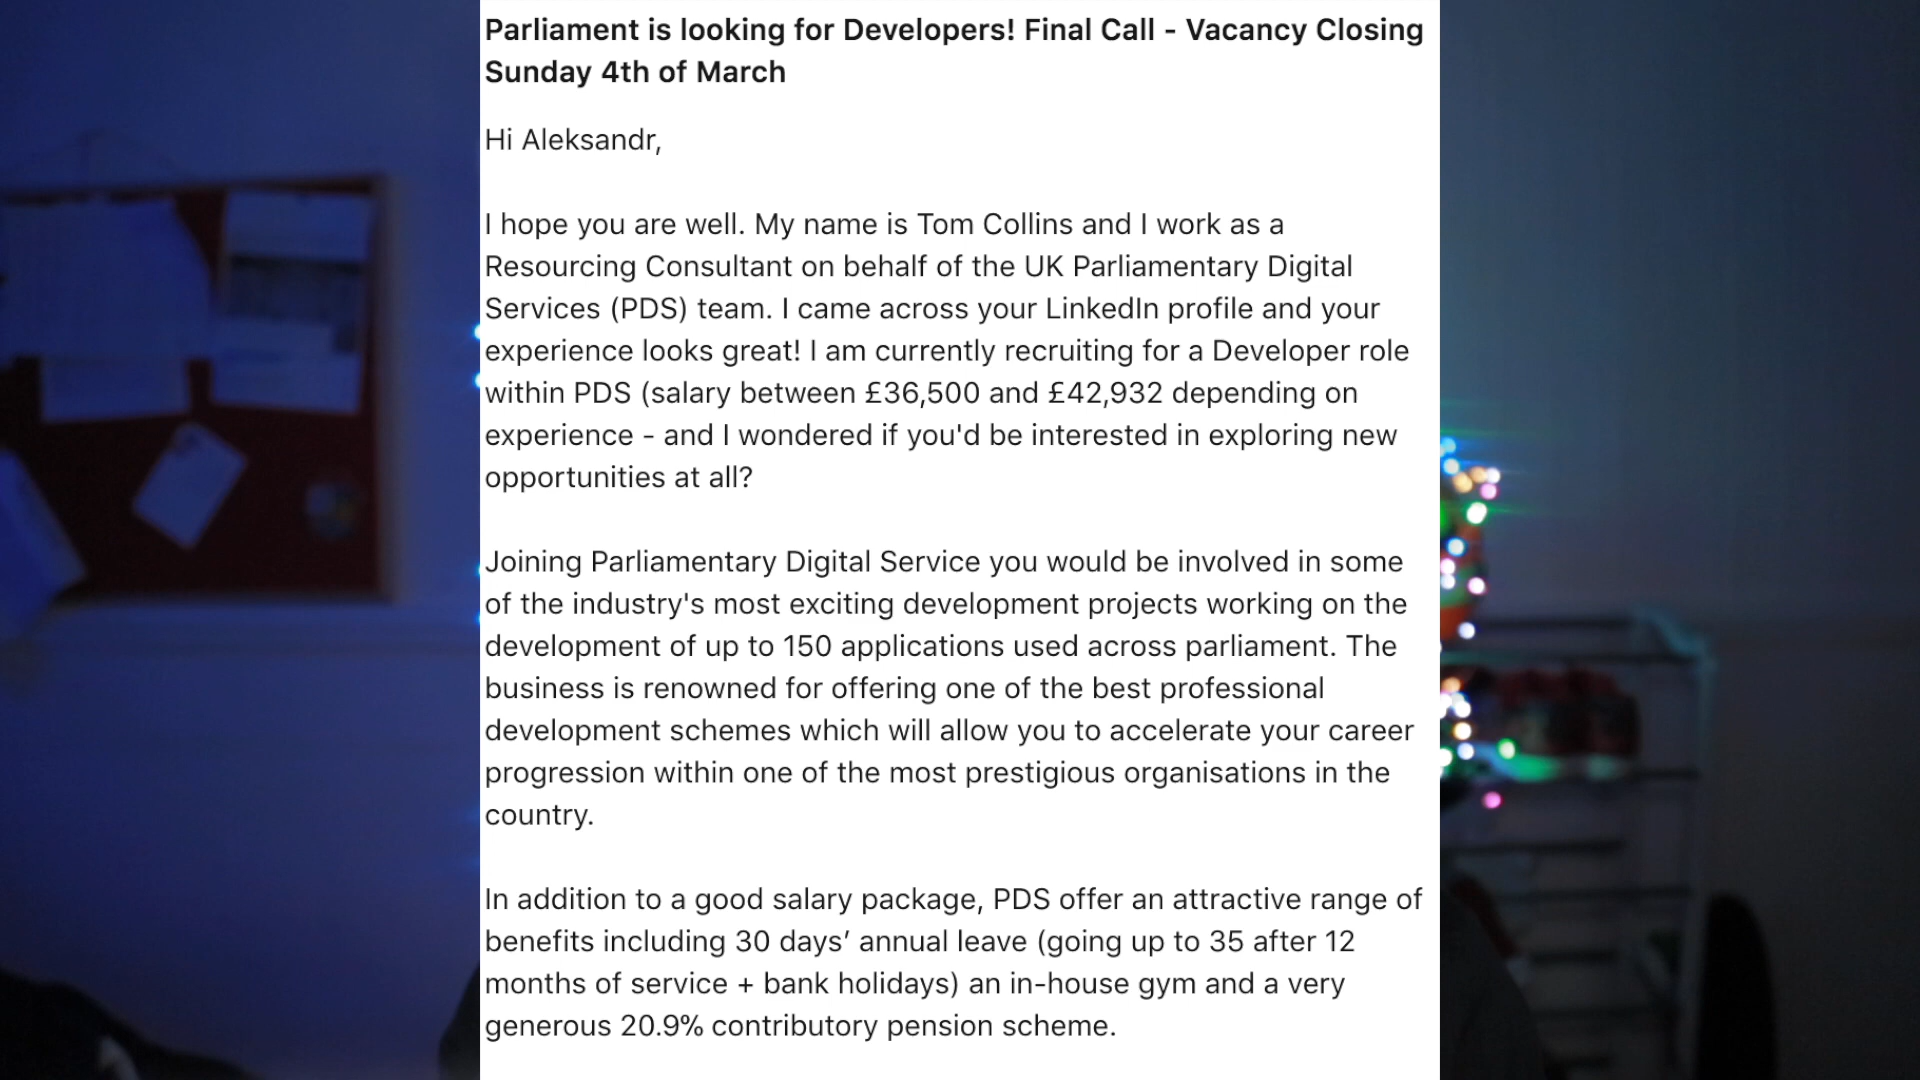 Parliament is looking for Developers! Final Call - Vacancy Closing
Sunday 4th of March
Hi Aleksandr,
I hope you are well. My name is Tom Collins and I work as a
Resourcing Consultant on behalf of the UK Parliamentary Digital
Services (PDS) team. I came across your LinkedIn profile and your
experience looks great! I am currently recruiting for a Developer role
within PDS (salary between £36,500 and £42,932 depending on
experience - and I wondered if you'd be interested in exploring new
opportunities at all?
Joining Parliamentary Digital Service you would be involved in some
of the industry's most exciting development projects working on the
development of up to 150 applications used across parliament. The
business is renowned for offering one of the best professional
development schemes which will allow you to accelerate your career
progression within one of the most prestigious organisations in the
country.
In addition to a good salary package, PDS offer an attractive range of
benefits including 30 days’ annual leave (going up to 35 after 12
months of service + bank holidays) an in-house gym and a very
generous 20.9% contributory pension scheme.